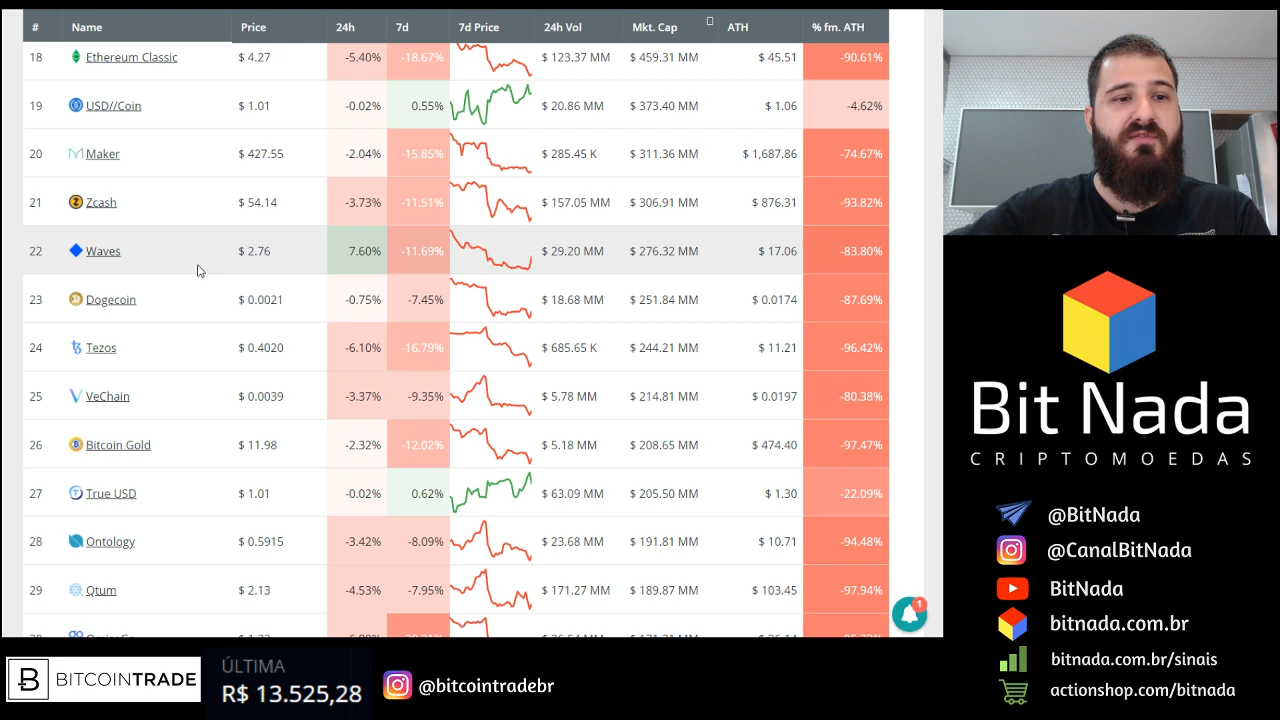 # Name Price 24h 7d 7d Price 24h Vol Mkt. Cap ATH % fm. ATH
18 Ethereum Classic $ 4.27 -5.40% -18.67% $ 123.37 MM $ 459.31 MM $ 45.51 -90.61%
19 USD//Coin $ 1.01 -0.02% 0.55% $ 20.86 MM $ 373.40 MM $ 1.06 -4.62%
20 Maker $ 427.55 -2.04% -15.85% $ 285.45 K $ 311.36 MM $ 1,687.86 -74.67%
21 Zcash $ 54.14 -3.73% -11.51% $ 157.05 MM $ 306.91 MM $ 876.31 -93.82%
22 Waves $ 2.76 7.60% -11.69% $ 29.20 MM $ 276.32 MM $ 17.06 -83.80%
23 Dogecoin $ 0.0021 -0.75% -7.45% $ 18.68 MM $ 251.84 MM $ 0.0174 -87.69%
24 Tezos $ 0.4020 -6.10% -16.79% $ 685.65 K $ 244.21 MM $ 11.21 -96.42%
25 VeChain $ 0.0039 -3.37% -9.35% $ 5.78 MM $ 214.81 MM $ 0.0197 -80.38%
26 Bitcoin Gold $ 11.98 -2.32% -12.02% $ 5.18 MM $ 208.65 MM $ 474.40 -97.47%
27 True USD $ 1.01 -0.02% 0.62% $ 63.09 MM $ 205.50 MM $ 1.30 -22.09%
28 Ontology $ 0.5915 -3.42% -8.09% $ 23.68 MM $ 191.81 MM $ 10.71 -94.48%
29 Qtum $ 2.13 -4.53% -7.95% $ 171.27 MM $ 189.87 MM $ 103.45 -97.94%
1
Bit Nada
CRIPTOMOEDAS
@BitNada
@CanalBitNada
BitNada
bitnada.com.br
bitnada.com.br/sinais
actionshop.com/bitnada
BITCOINTRADE
ÚLTIMA
R$ 13.525,28
@bitcointradebr